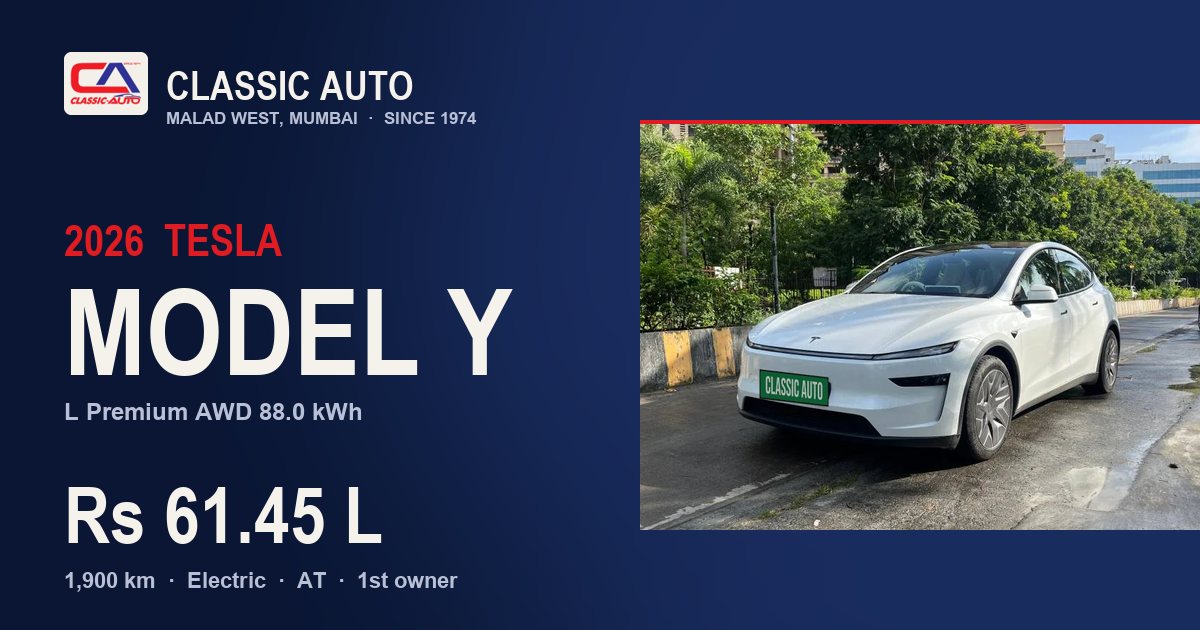 CA
CLASSIC-AUTO
CLASSIC AUTO
MALAD WEST, MUMBAI · SINCE 1974
2026 TESLA
MODEL Y
L Premium AWD 88.0 kWh
Rs 61.45 L
1,900 km · Electric · AT · 1st owner
CLASSIC AUTO